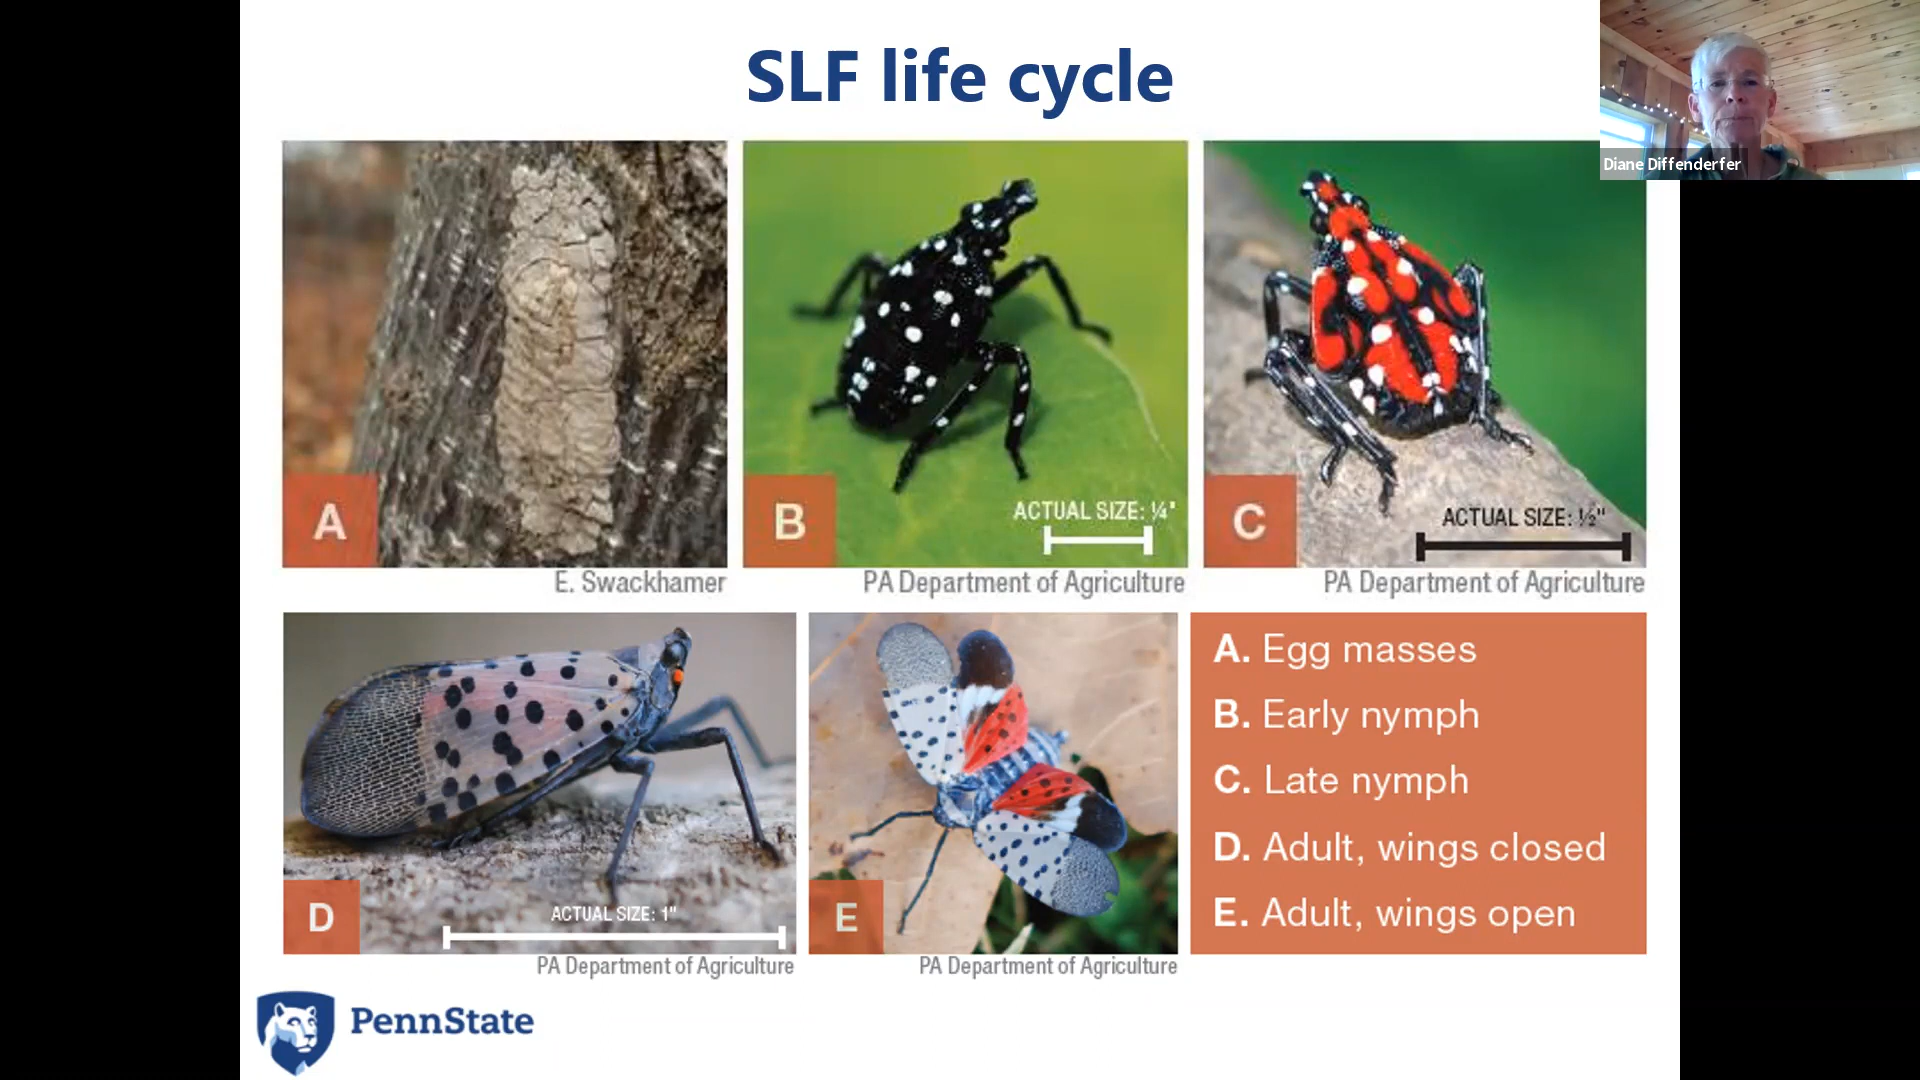 SLF life cycle
Diane Diffenderfer
A
B
ACTUAL SIZE: ¼"
C
ACTUAL SIZE: ½"
E. Swackhamer
PA Department of Agriculture
PA Department of Agriculture
D
ACTUAL SIZE: 1"
E
PA Department of Agriculture
PA Department of Agriculture
A. Egg masses
B. Early nymph
C. Late nymph
D. Adult, wings closed
E. Adult, wings open
PennState